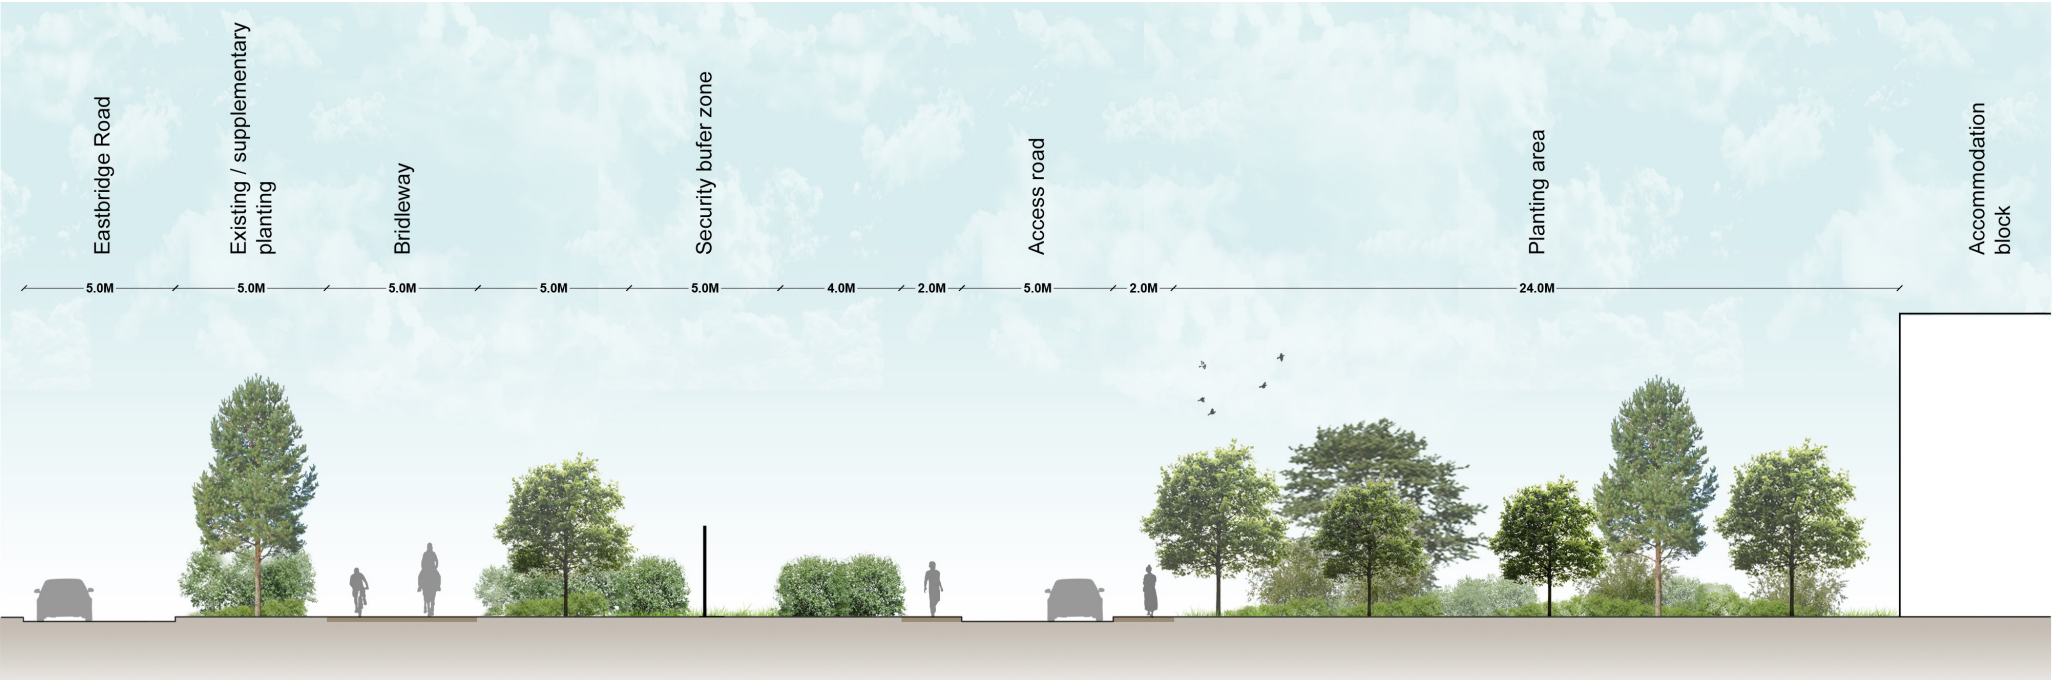 Eastbridge Road
Existing / supplementary
planting
Bridleway
Security bufer zone
Access road
Planting area
Accommodation
block
5.0M
5.0M
5.0M
5.0M
5.0M
4.0M
2.0M
5.0M
2.0M
24.0M